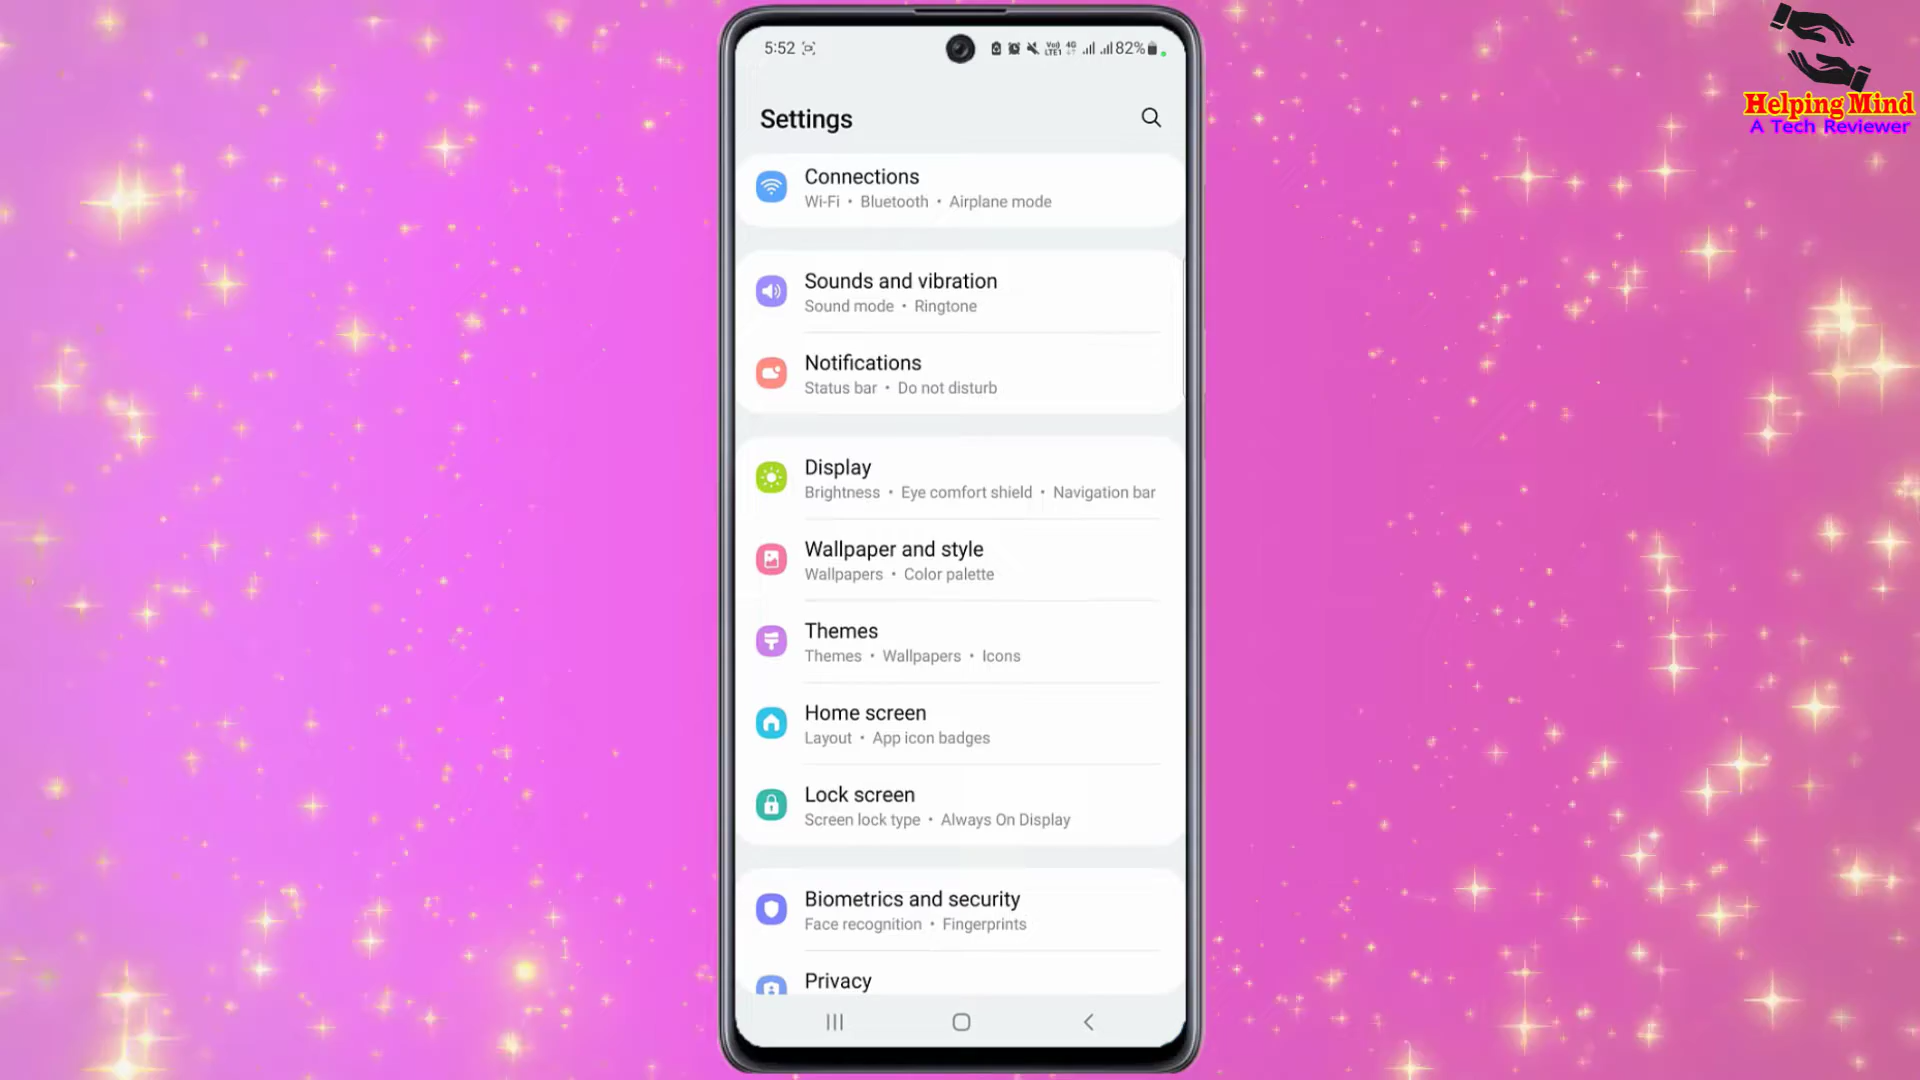 5:52
VoLTE1 4G 82%
Helping Mind
A Tech Reviewer
Settings
Connections
Wi-Fi • Bluetooth • Airplane mode
Sounds and vibration
Sound mode • Ringtone
Notifications
Status bar • Do not disturb
Display
Brightness • Eye comfort shield • Navigation bar
Wallpaper and style
Wallpapers • Color palette
Themes
Themes • Wallpapers • Icons
Home screen
Layout • App icon badges
Lock screen
Screen lock type • Always On Display
Biometrics and security
Face recognition • Fingerprints
Privacy